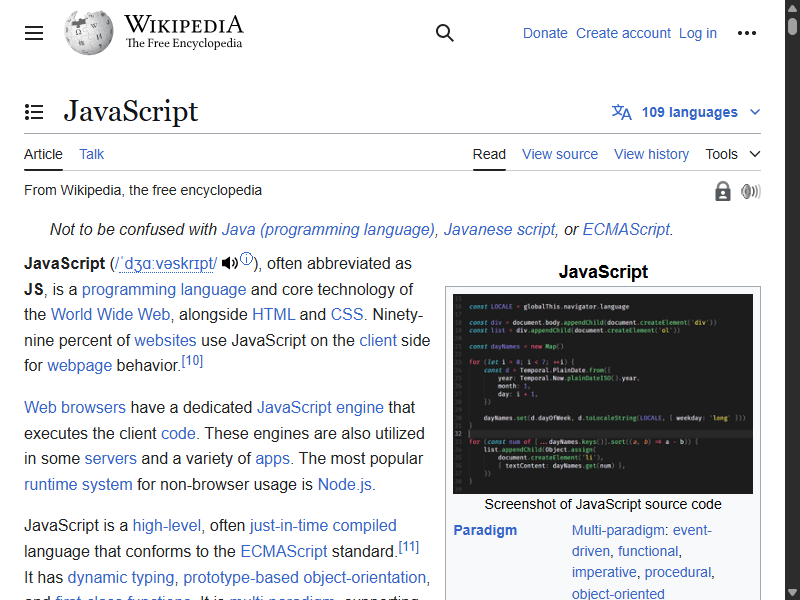 WIKIPEDIA
The Free Encyclopedia
Donate Create account Log in
JavaScript
109 languages
Article Talk
Read View source View history Tools
From Wikipedia, the free encyclopedia
Not to be confused with Java (programming language), Javanese script, or ECMAScript.
JavaScript (/ˈdʒɑːvəskrɪpt/ ⓘ), often abbreviated as
JS, is a programming language and core technology of
the World Wide Web, alongside HTML and CSS. Ninety-
nine percent of websites use JavaScript on the client side
for webpage behavior.[10]
Web browsers have a dedicated JavaScript engine that
executes the client code. These engines are also utilized
in some servers and a variety of apps. The most popular
runtime system for non-browser usage is Node.js.
JavaScript is a high-level, often just-in-time compiled
language that conforms to the ECMAScript standard.[11]
It has dynamic typing, prototype-based object-orientation,
and first-class functions. It is multi-paradigm, supporting
JavaScript
const LOCALE = globalThis.navigator.language
const div = document.body.appendChild(document.createElement('div'))
const list = div.appendChild(document.createElement('ol'))
const dayNames = new Map()
for (let i = 0; i < 7; ++i) {
const d = Temporal.PlainDate.from({
year: Temporal.Now.plainDateISO().year,
month: 1,
day: i + 1,
})
dayNames.set(d.dayOfWeek, d.toLocaleString(LOCALE, { weekday: 'long' }))
}
32
for (const num of [...dayNames.keys()].sort((a, b) => a - b)) {
list.appendChild(Object.assign(
document.createElement('li'),
{ textContent: dayNames.get(num) },
))
}
Screenshot of JavaScript source code
Paradigm Multi-paradigm: event-
driven, functional,
imperative, procedural,
object-oriented